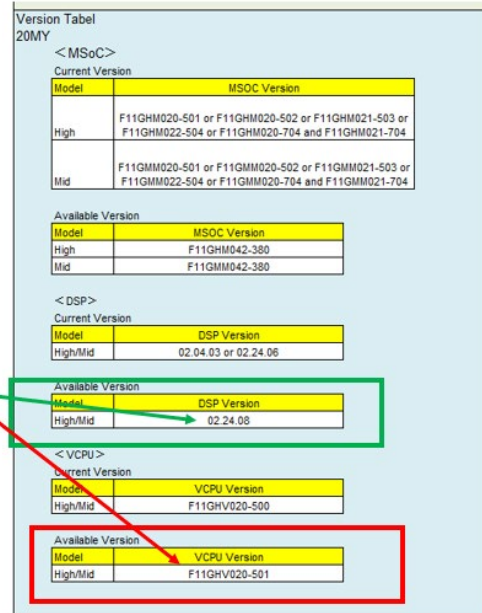 Version Tabel
20MY
<MSoC>
Current Version
Model MSOC Version
High F11GHM020-501 or F11GHM020-502 or F11GHM021-503 or
F11GHM022-504 or F11GHM020-704 and F11GHM021-704
Mid F11GMM020-501 or F11GMM020-502 or F11GMM021-503 or
F11GMM022-504 or F11GMM020-704 and F11GMM021-704
Available Version
Model MSOC Version
High F11GHM042-380
Mid F11GMM042-380
<DSP>
Current Version
Model DSP Version
High/Mid 02.04.03 or 02.24.06
Available Version
Model DSP Version
High/Mid 02.24.08
<VCPU>
Current Version
Model VCPU Version
High/Mid F11GHV020-500
Available Version
Model VCPU Version
High/Mid F11GHV020-501